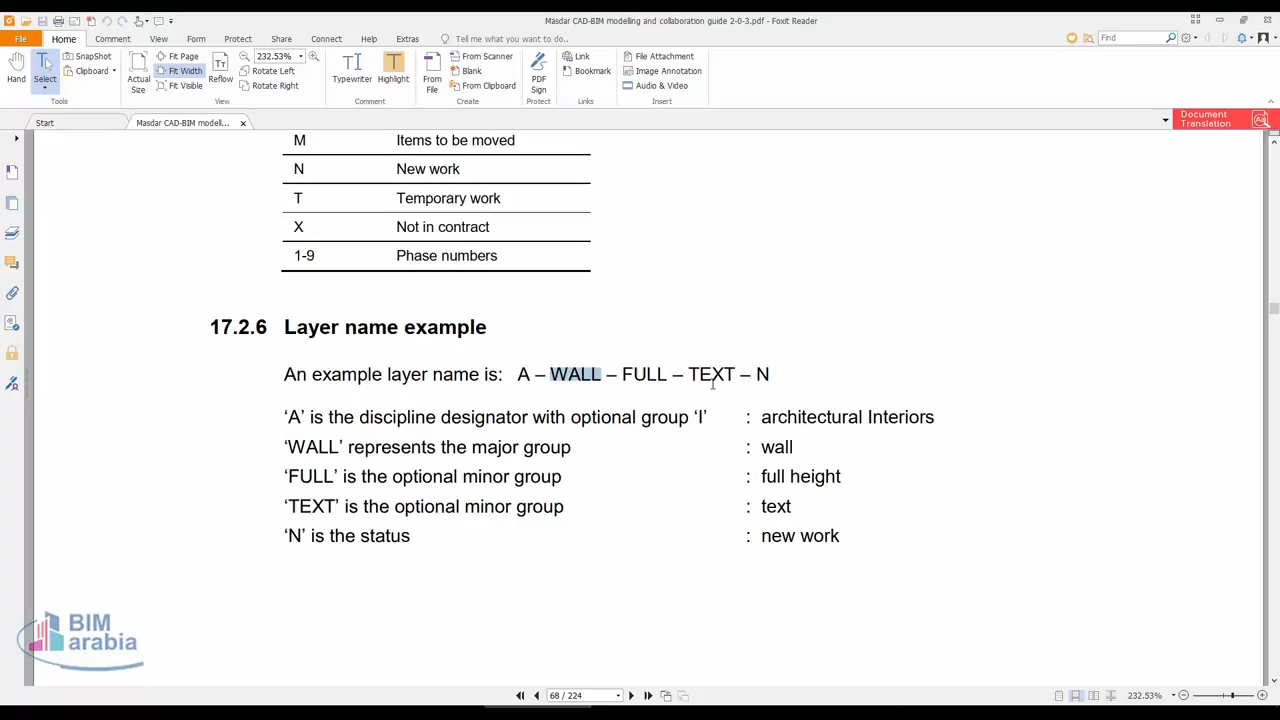 Masdar CAD-BIM modelling and collaboration guide 2-0-3.pdf - Foxit Reader
File Home Comment View Form Protect Share Connect Help Extras Tell me what you want to do.. Find
Hand
Select
SnapShot
Clipboard
Tools
Actual Size
Fit Page
Fit Width
Fit Visible
Reflow
232.53%
Rotate Left
Rotate Right
View
Typewriter
Highlight
Comment
From File
From Scanner
Blank
From Clipboard
Create
PDF Sign
Protect
Link
Bookmark
Links
File Attachment
Image Annotation
Audio & Video
Insert
Start
Masdar CAD-BIM modell...
Document Translation
M Items to be moved
N New work
T Temporary work
X Not in contract
1-9 Phase numbers
17.2.6 Layer name example
An example layer name is: A – WALL – FULL – TEXT – N
‘A’ is the discipline designator with optional group ‘I’ : architectural Interiors
‘WALL’ represents the major group : wall
‘FULL’ is the optional minor group : full height
‘TEXT’ is the optional minor group : text
‘N’ is the status : new work
BIM
arabia
68 / 224
232.53%